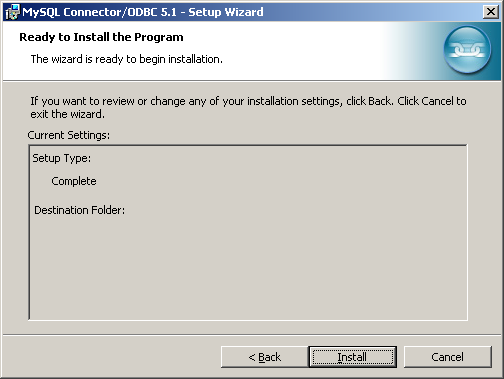 MySQL Connector/ODBC 5.1 - Setup Wizard
Ready to Install the Program
The wizard is ready to begin installation.
If you want to review or change any of your installation settings, click Back. Click Cancel to
exit the wizard.
Current Settings:
Setup Type:
Complete
Destination Folder:
< Back
Install
Cancel